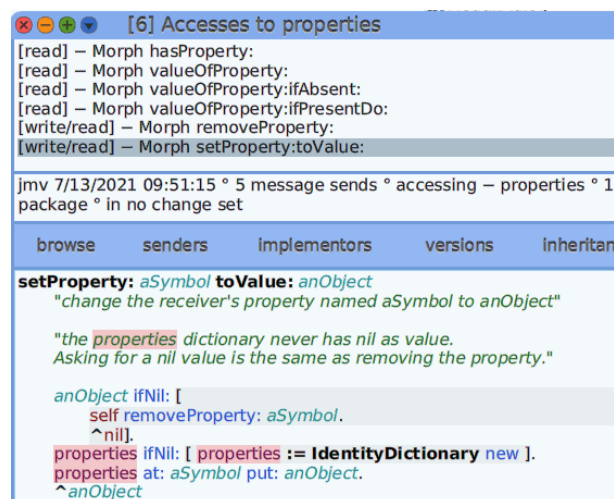 [6] Accesses to properties
[read] − Morph hasProperty:
[read] − Morph valueOfProperty:
[read] − Morph valueOfProperty:ifAbsent:
[read] − Morph valueOfProperty:ifPresentDo:
[write/read] − Morph removeProperty:
[write/read] − Morph setProperty:toValue:
jmv 7/13/2021 09:51:15 ° 5 message sends ° accessing − properties ° 1
package ° in no change set
browse senders implementors versions inheritan
setProperty: aSymbol toValue: anObject
"change the receiver's property named aSymbol to anObject"
"the properties dictionary never has nil as value.
Asking for a nil value is the same as removing the property."
anObject ifNil: [
self removeProperty: aSymbol.
^nil].
properties ifNil: [ properties := IdentityDictionary new ].
properties at: aSymbol put: anObject.
^anObject